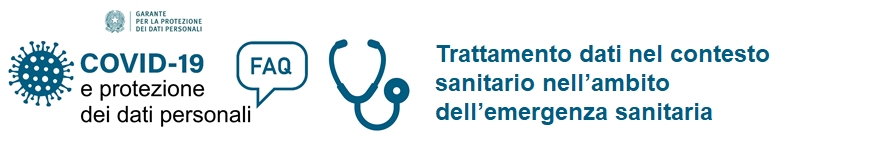 GARANTE
PER LA PROTEZIONE
DEI DATI PERSONALI
COVID-19
e protezione
dei dati personali
FAQ
Trattamento dati nel contesto
sanitario nell'ambito
dell'emergenza sanitaria